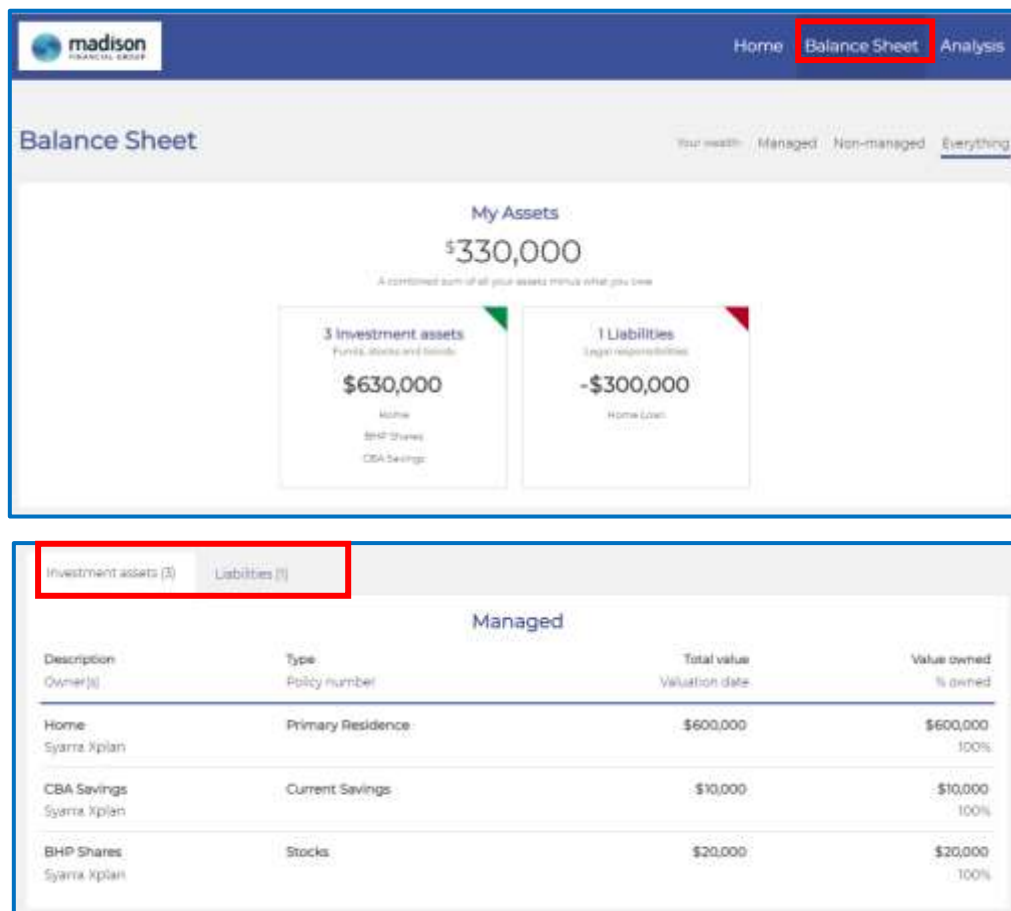 madison
FINANCIAL GROUP
Home Balance Sheet Analysis
Balance Sheet
Your wealth: Managed Non-managed Everything
My Assets
$330,000
A combined sum of all your assets minus what you owe
3 Investment assets
Funds, stocks and bonds
$630,000
Home
BHP Shares
CBA Savings
1 Liabilities
Legal responsibilities
-$300,000
Home Loan
Investment assets (3) Liabilities (1)
Managed
Description Type Total value Value owned
Owner(s) Policy number Valuation date % owned
Home Primary Residence $600,000 $600,000
Syarra Xplan 100%
CBA Savings Current Savings $10,000 $10,000
Syarra Xplan 100%
BHP Shares Stocks $20,000 $20,000
Syarra Xplan 100%